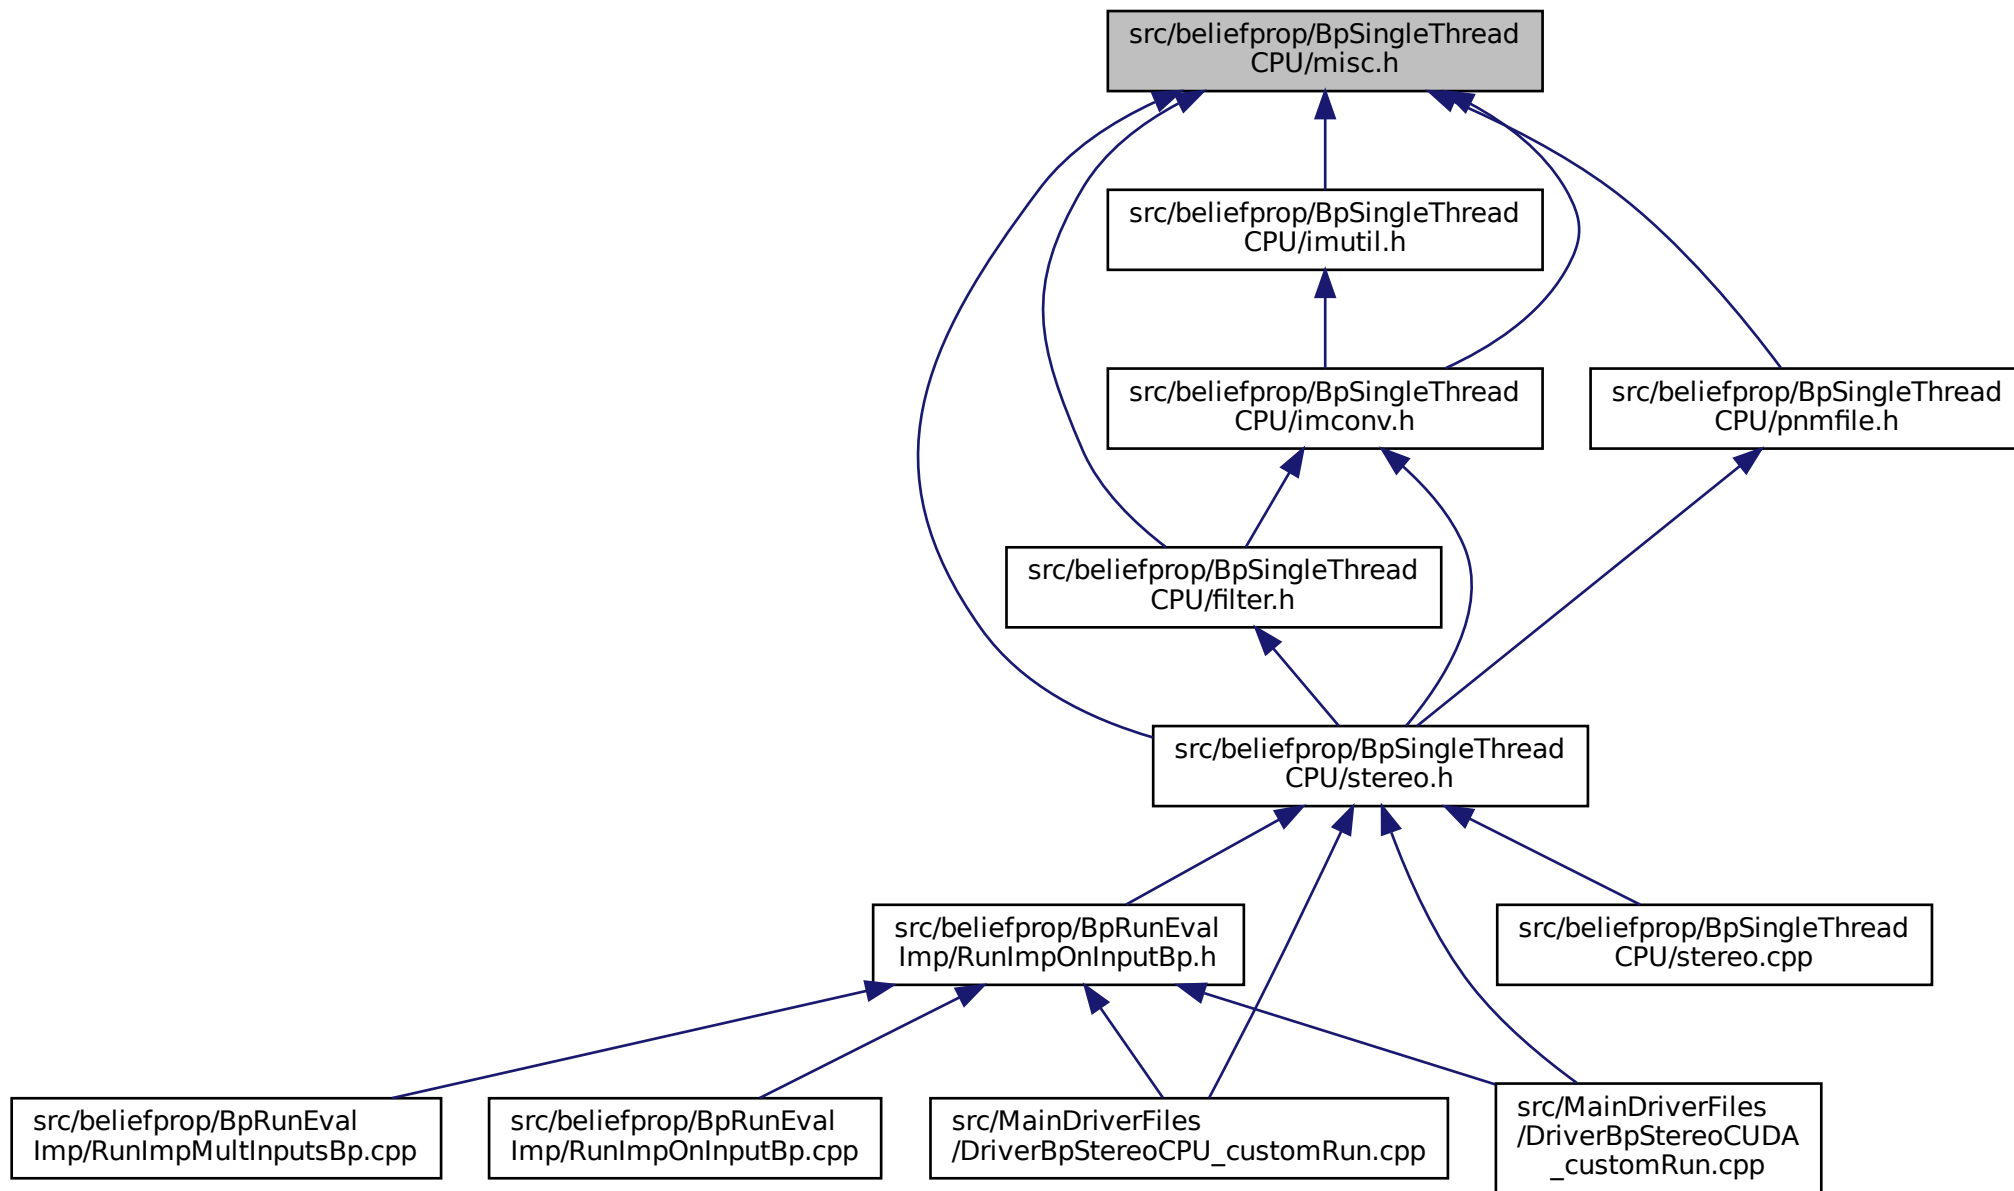 src/beliefprop/BpSingleThread
CPU/misc.h
src/beliefprop/BpSingleThread
CPU/imutil.h
src/beliefprop/BpSingleThread
CPU/imconv.h
src/beliefprop/BpSingleThread
CPU/pnmfile.h
src/beliefprop/BpSingleThread
CPU/filter.h
src/beliefprop/BpSingleThread
CPU/stereo.h
src/beliefprop/BpRunEval
Imp/RunImpOnInputBp.h
src/beliefprop/BpSingleThread
CPU/stereo.cpp
src/beliefprop/BpRunEval
Imp/RunImpMultInputsBp.cpp
src/beliefprop/BpRunEval
Imp/RunImpOnInputBp.cpp
src/MainDriverFiles
/DriverBpStereoCPU_customRun.cpp
src/MainDriverFiles
/DriverBpStereoCUDA
_customRun.cpp